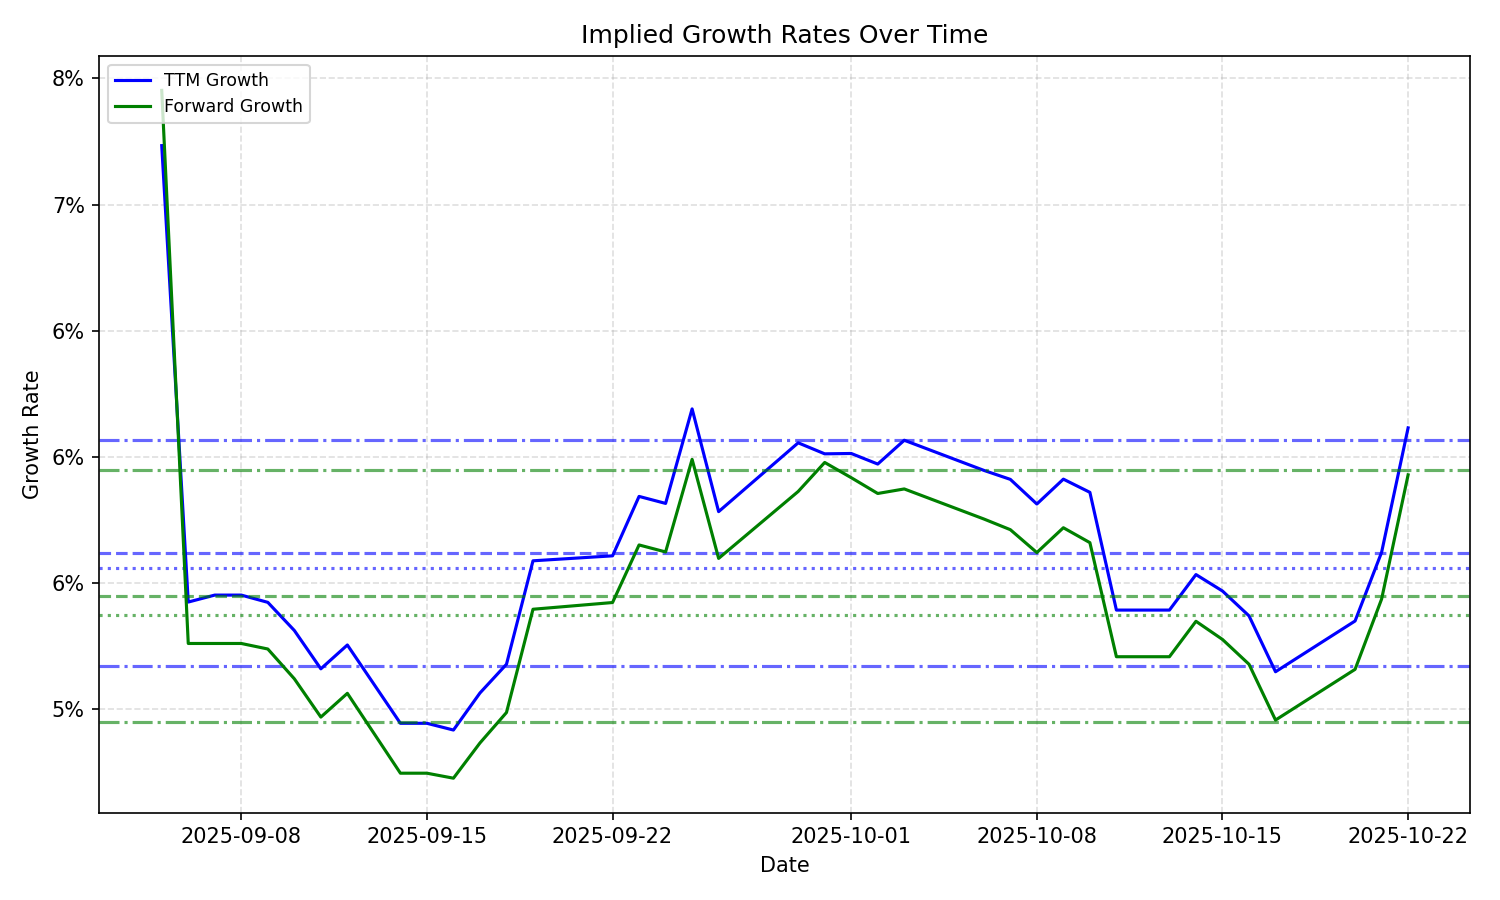 Implied Growth Rates Over Time
TTM Growth
Forward Growth
Growth Rate
8%
7%
6%
6%
6%
5%
2025-09-08
2025-09-15
2025-09-22
2025-10-01
2025-10-08
2025-10-15
2025-10-22
Date